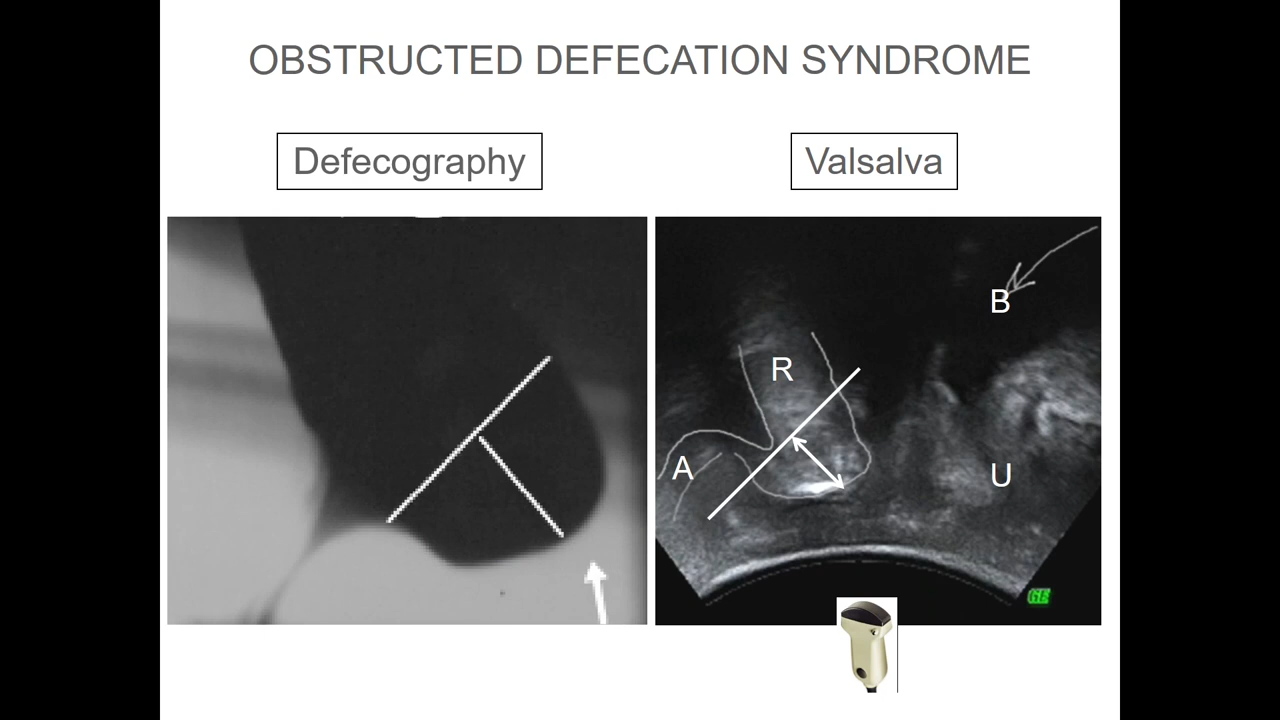 OBSTRUCTED DEFECATION SYNDROME
Defecography
Valsalva
B
R
A
U
GE